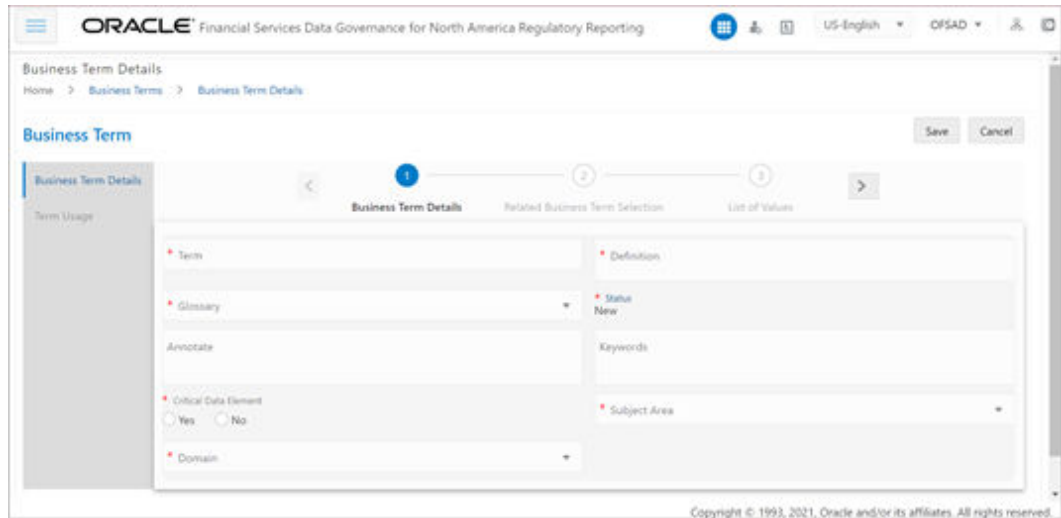 ORACLE® Financial Services Data Governance for North America Regulatory Reporting US-English OFSAD
Business Term Details
Home > Business Terms > Business Term Details
Business Term Save Cancel
Business Term Details
Term Usage
< 1 2 3 >
Business Term Details Related Business Term Selection List of Values
* Term * Definition
* Glossary * Status
New
Annotate Keywords
* Critical Data Element
Yes No
* Subject Area
* Domain
Copyright © 1993, 2021, Oracle and/or its affiliates. All rights reserved.